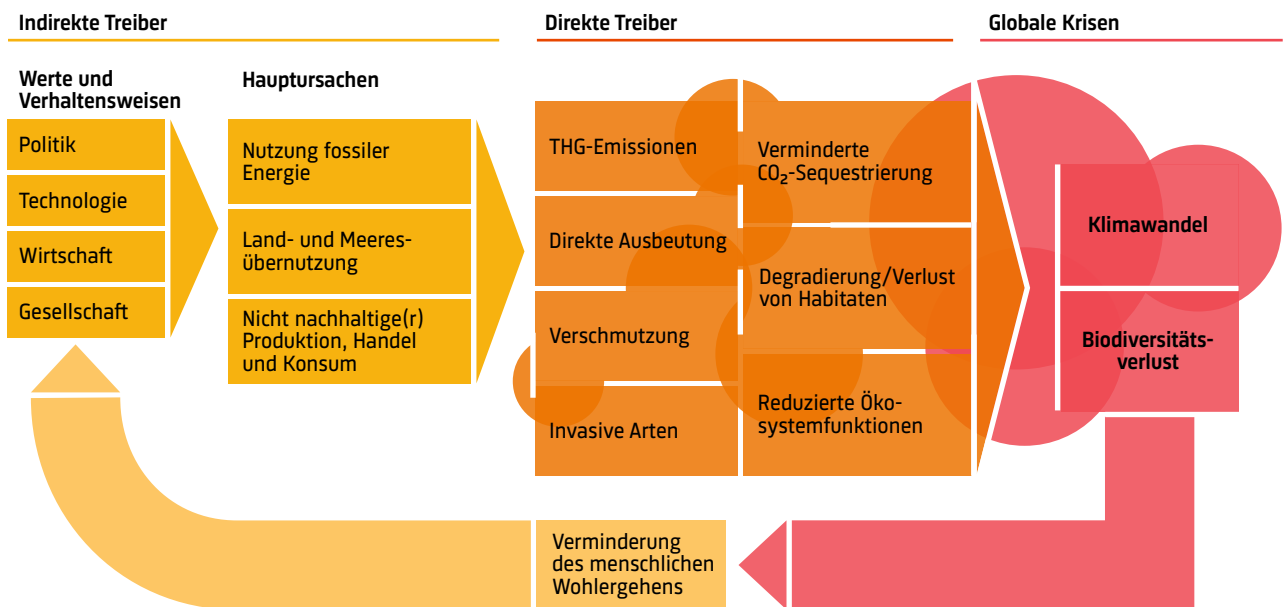 Indirekte Treiber
Direkte Treiber
Globale Krisen
Werte und
Verhaltensweisen
Hauptursachen
Politik
Technologie
Wirtschaft
Gesellschaft
Nutzung fossiler
Energie
Land- und Meeres-
übernutzung
Nicht nachhaltige(r)
Produktion, Handel
und Konsum
THG-Emissionen
Direkte Ausbeutung
Verschmutzung
Invasive Arten
Verminderte
CO₂-Sequestrierung
Degradierung/Verlust
von Habitaten
Reduzierte Öko-
systemfunktionen
Klimawandel
Biodiversitäts-
verlust
Verminderung
des menschlichen
Wohlergehens